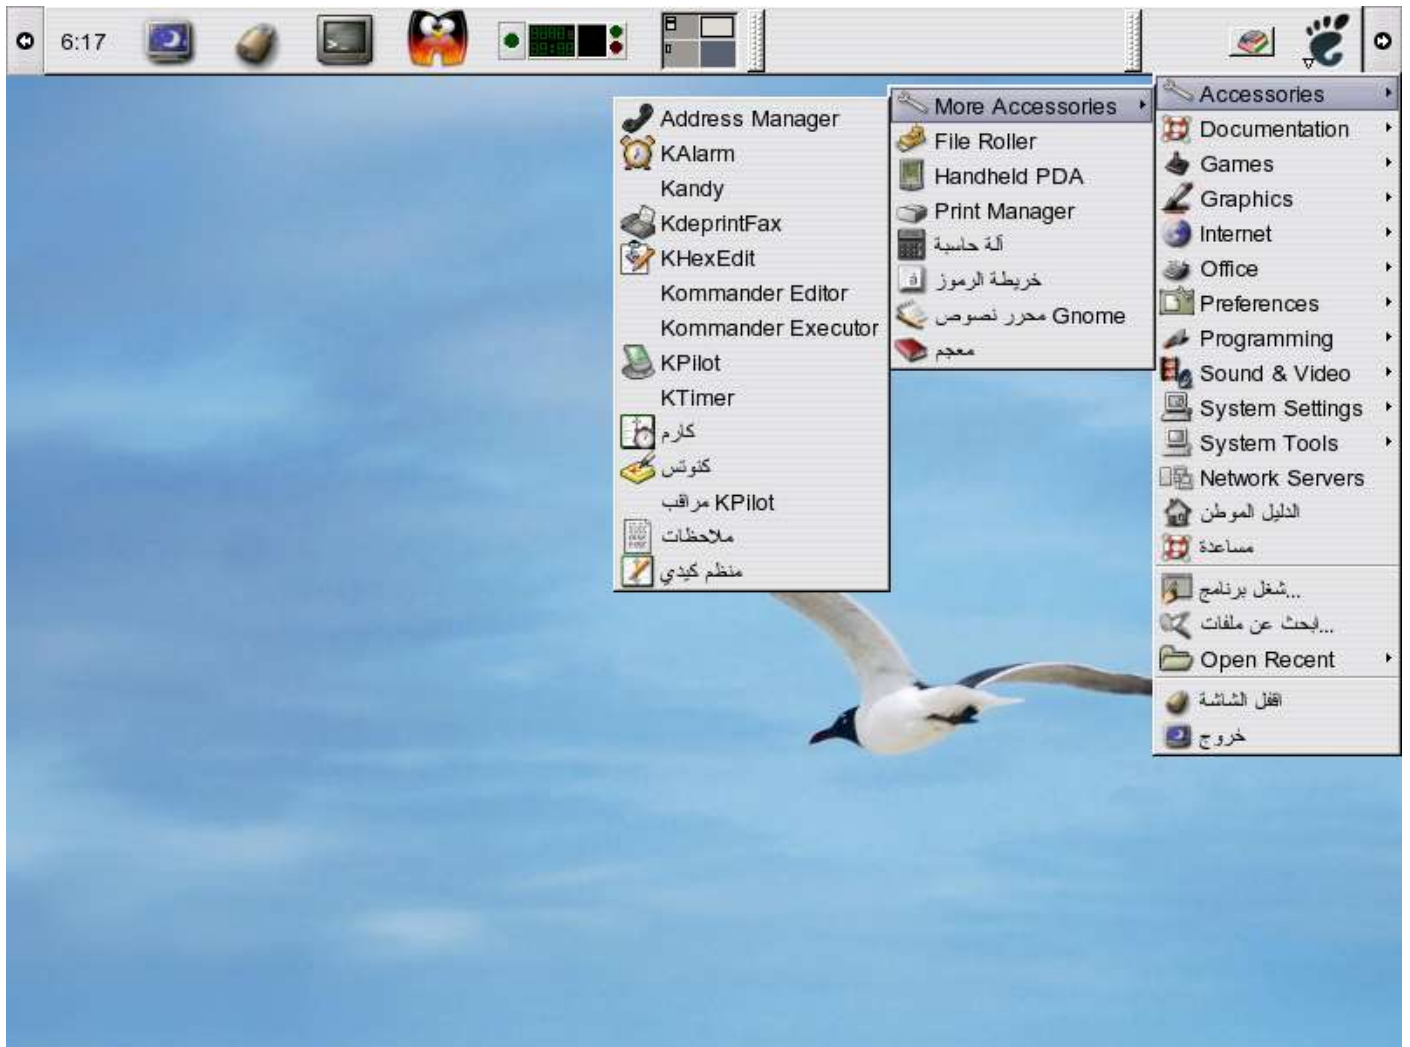 6:17
Accessories
Documentation
Games
Graphics
Internet
Office
Preferences
Programming
Sound & Video
System Settings
System Tools
Network Servers
الدليل الموطن
مساعدة
شغل برنامج...
ابحث عن ملفات...
Open Recent
اقفل الشاشة
خروج
More Accessories
File Roller
Handheld PDA
Print Manager
آلة حاسبة
خريطة الرموز
محرر نصوص Gnome
معجم
Address Manager
KAlarm
Kandy
KdeprintFax
KHexEdit
Kommander Editor
Kommander Executor
KPilot
KTimer
كارم
كنوتس
مراقب KPilot
ملاحظات
منظم كيدي